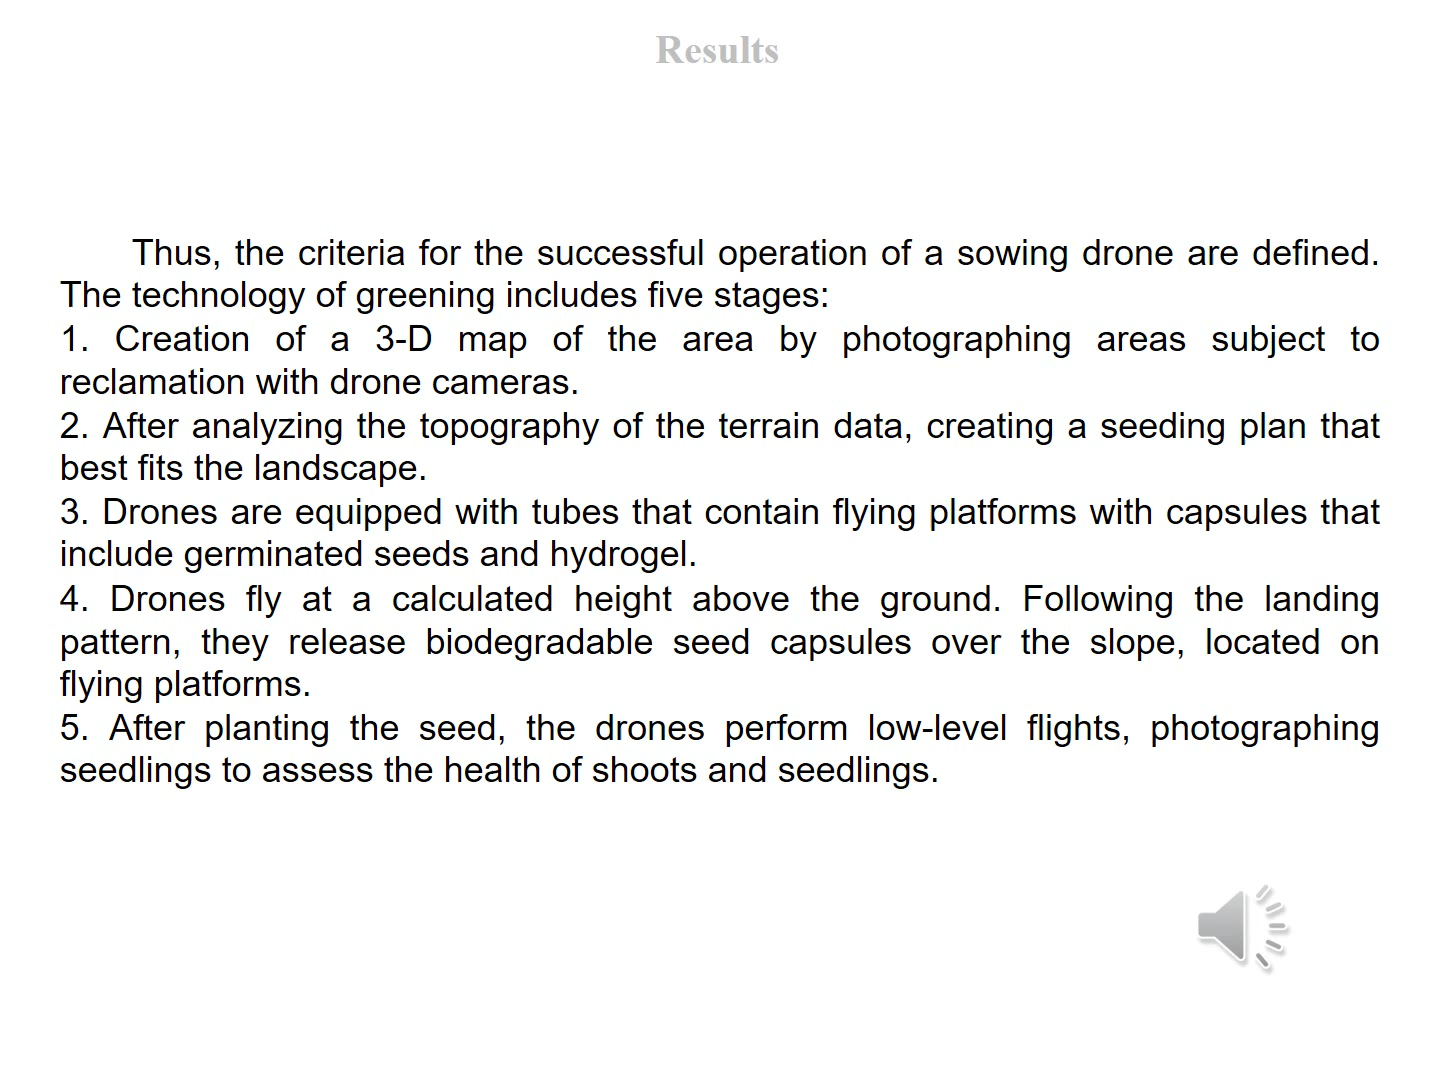 Results
Thus, the criteria for the successful operation of a sowing drone are defined.
The technology of greening includes five stages:
1. Creation of a 3-D map of the area by photographing areas subject to
reclamation with drone cameras.
2. After analyzing the topography of the terrain data, creating a seeding plan that
best fits the landscape.
3. Drones are equipped with tubes that contain flying platforms with capsules that
include germinated seeds and hydrogel.
4. Drones fly at a calculated height above the ground. Following the landing
pattern, they release biodegradable seed capsules over the slope, located on
flying platforms.
5. After planting the seed, the drones perform low-level flights, photographing
seedlings to assess the health of shoots and seedlings.